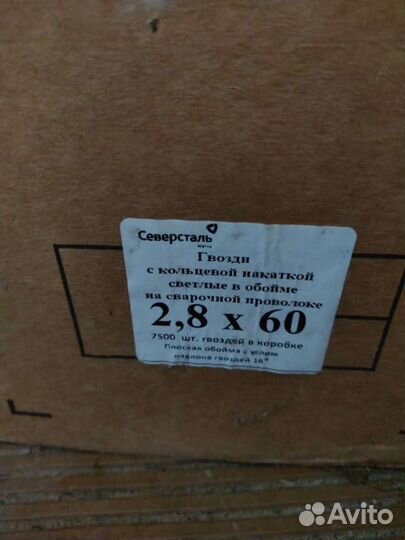 Северсталь
метиз
Гвозди
с кольцевой накаткой
светлые в обойме
на сварочной проволоке
2,8 х 60
7500 шт. гвоздей в коробке
Плоская обойма с углом
наклона гвоздей 16°
Avito